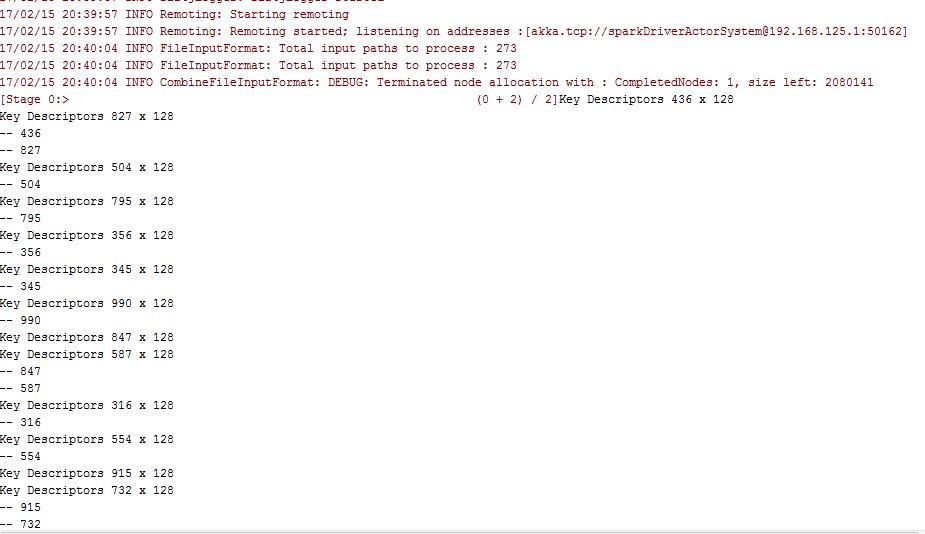 17/02/15 20:39:57 INFO Remoting: Starting remoting
17/02/15 20:39:57 INFO Remoting: Remoting started; listening on addresses :[akka.tcp://sparkDriverActorSystem@192.168.125.1:50162]
17/02/15 20:40:04 INFO FileInputFormat: Total input paths to process : 273
17/02/15 20:40:04 INFO FileInputFormat: Total input paths to process : 273
17/02/15 20:40:04 INFO CombineFileInputFormat: DEBUG: Terminated node allocation with : CompletedNodes: 1, size left: 2080141
[Stage 0:> (0 + 2) / 2]Key Descriptors 436 x 128
Key Descriptors 827 x 128
-- 436
-- 827
Key Descriptors 504 x 128
-- 504
Key Descriptors 795 x 128
-- 795
Key Descriptors 356 x 128
-- 356
Key Descriptors 345 x 128
-- 345
Key Descriptors 990 x 128
-- 990
Key Descriptors 847 x 128
Key Descriptors 587 x 128
-- 847
-- 587
Key Descriptors 316 x 128
-- 316
Key Descriptors 554 x 128
-- 554
Key Descriptors 915 x 128
Key Descriptors 732 x 128
-- 915
-- 732